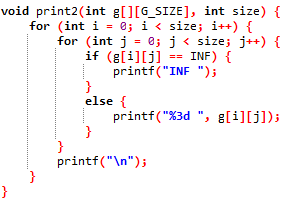 void print2(int g[][G_SIZE], int size) {
    for (int i = 0; i < size; i++) {
        for (int j = 0; j < size; j++) {
            if (g[i][j] == INF) {
                printf("INF ");
            }
            else {
                printf("%3d ", g[i][j]);
            }
        }
        printf("\n");
    }
}